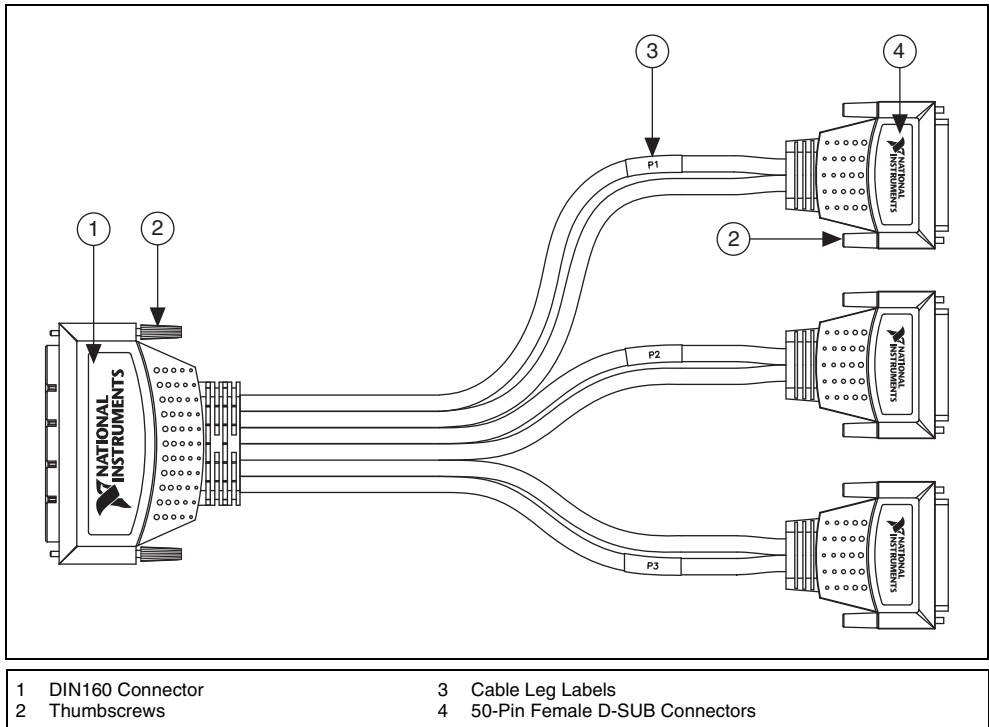 3
4
P1
NATIONAL
INSTRUMENTS
1
2
2
P2
NATIONAL
INSTRUMENTS
NATIONAL
INSTRUMENTS
P3
NATIONAL
INSTRUMENTS
1 DIN160 Connector
2 Thumbscrews
3 Cable Leg Labels
4 50-Pin Female D-SUB Connectors